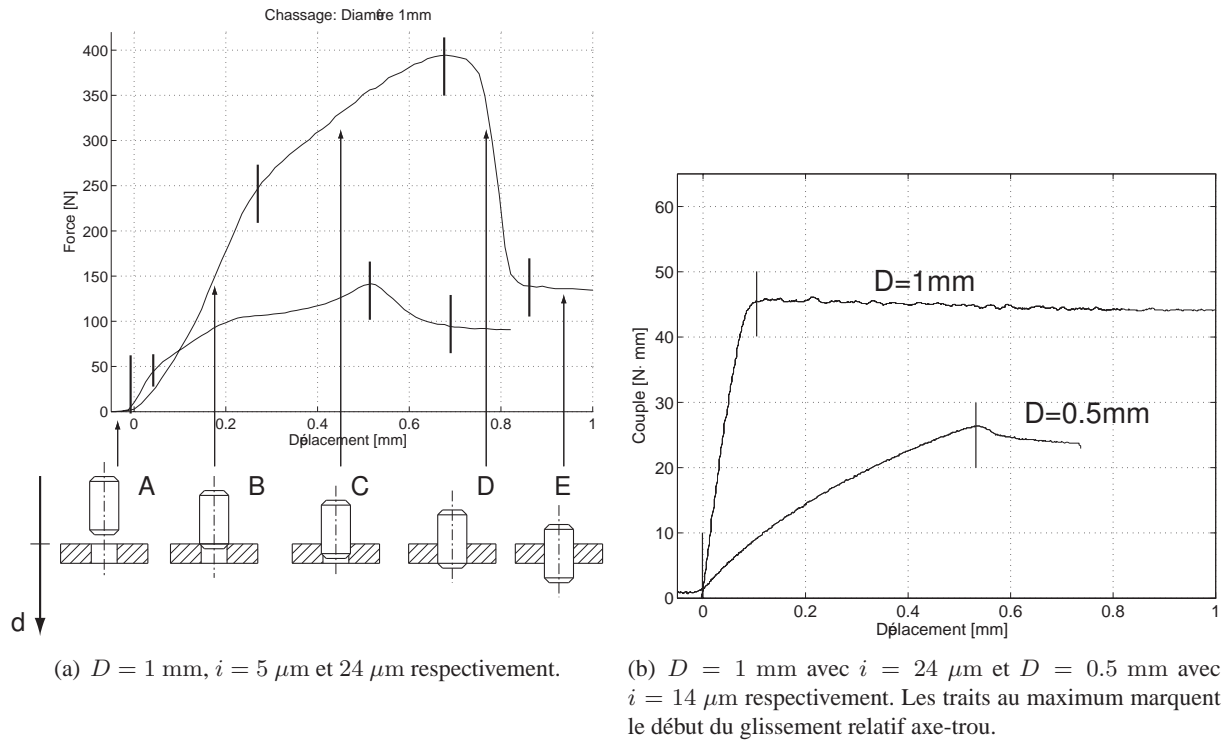 Chassage: Diamètre 1mm
400
350
300
250
200
150
100
50
0
Force [N]
0
0.2
0.4
0.6
0.8
1
Déplacement [mm]
A
B
C
D
E
d
(a) D = 1 mm, i = 5 μm et 24 μm respectivement.
60
50
40
30
20
10
0
Couple [N· mm]
D=1mm
D=0.5mm
0
0.2
0.4
0.6
0.8
1
Déplacement [mm]
(b) D = 1 mm avec i = 24 μm et D = 0.5 mm avec
i = 14 μm respectivement. Les traits au maximum marquent
le début du glissement relatif axe-trou.